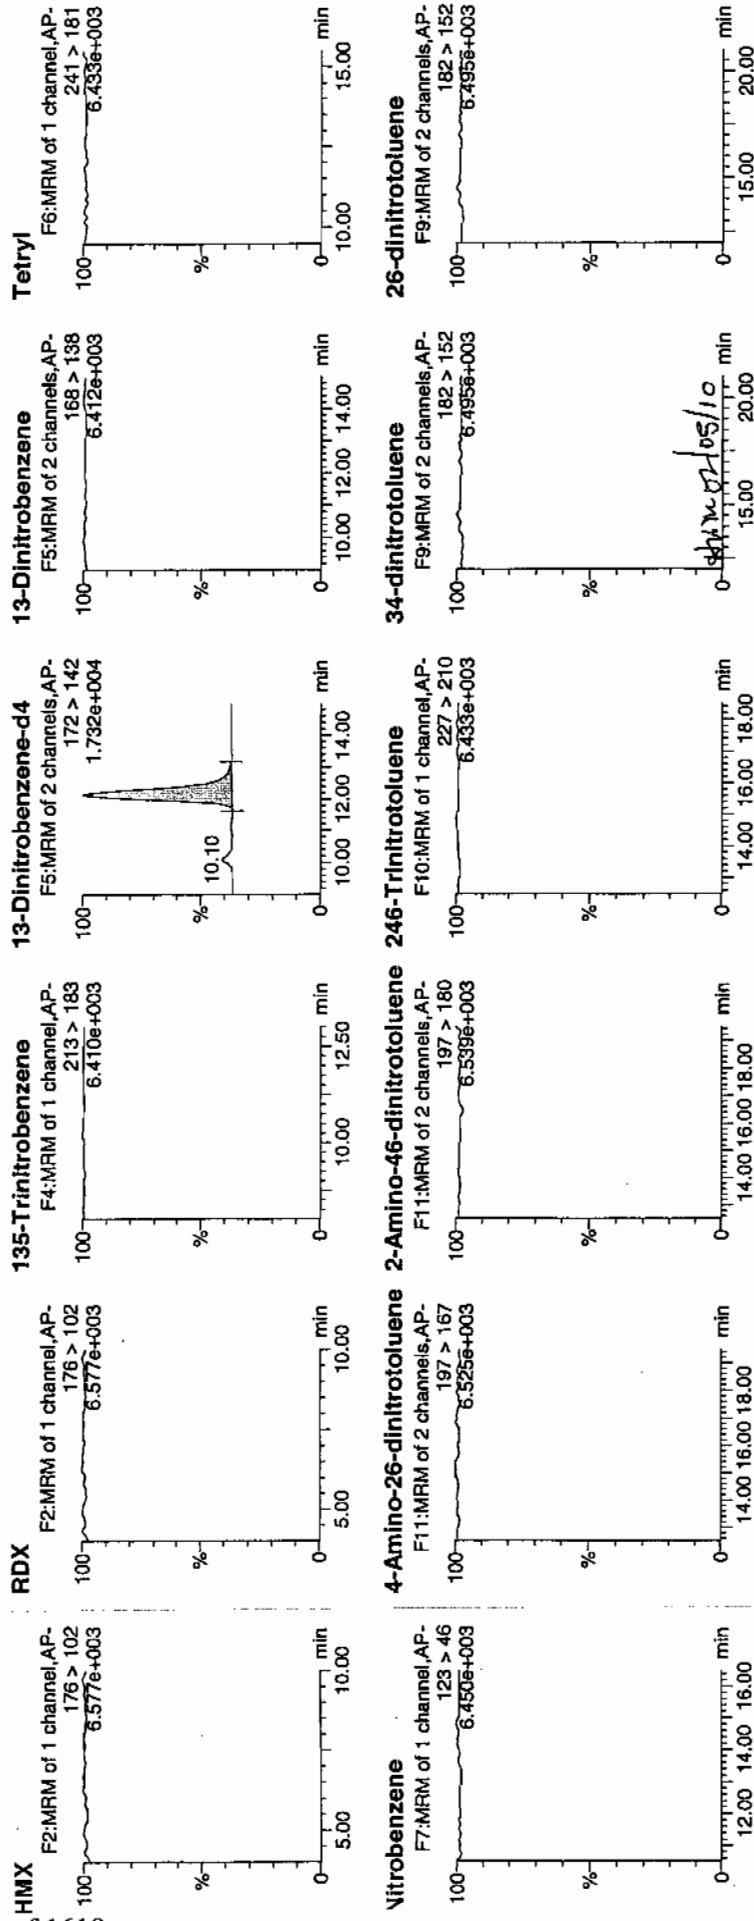 HMX
F2:MRM of 1 channel,AP-
176 > 102
6.577e+003
100
%
0
5.00 10.00 min
RDX
F2:MRM of 1 channel,AP-
176 > 102
6.577e+003
100
%
0
5.00 10.00 min
135-Trinitrobenzene
F4:MRM of 1 channel,AP-
213 > 183
6.410e+003
100
%
0
10.00 12.50 min
13-Dinitrobenzene-d4
F5:MRM of 2 channels,AP-
172 > 142
1.732e+004
100
10.10
%
0
10.00 12.00 14.00 min
13-Dinitrobenzene
F5:MRM of 2 channels,AP-
168 > 138
6.412e+003
100
%
0
10.00 12.00 14.00 min
Tetryl
F6:MRM of 1 channel,AP-
241 > 181
6.433e+003
100
%
0
10.00 15.00 min
Nitrobenzene
F7:MRM of 1 channel,AP-
123 > 46
6.450e+003
100
%
0
12.00 14.00 16.00 min
4-Amino-26-dinitrotoluene
F11:MRM of 2 channels,AP-
197 > 167
6.525e+003
100
%
0
14.00 16.00 18.00 min
2-Amino-46-dinitrotoluene
F11:MRM of 2 channels,AP-
197 > 180
6.539e+003
100
%
0
14.00 16.00 18.00 min
246-Trinitrotoluene
F10:MRM of 1 channel,AP-
227 > 210
6.433e+003
100
%
0
14.00 16.00 18.00 min
34-dinitrotoluene
F9:MRM of 2 channels,AP-
182 > 152
6.495e+003
100
%
0
02/05/10
15.00 20.00 min
26-dinitrotoluene
F9:MRM of 2 channels,AP-
182 > 152
6.495e+003
100
%
0
15.00 20.00 min